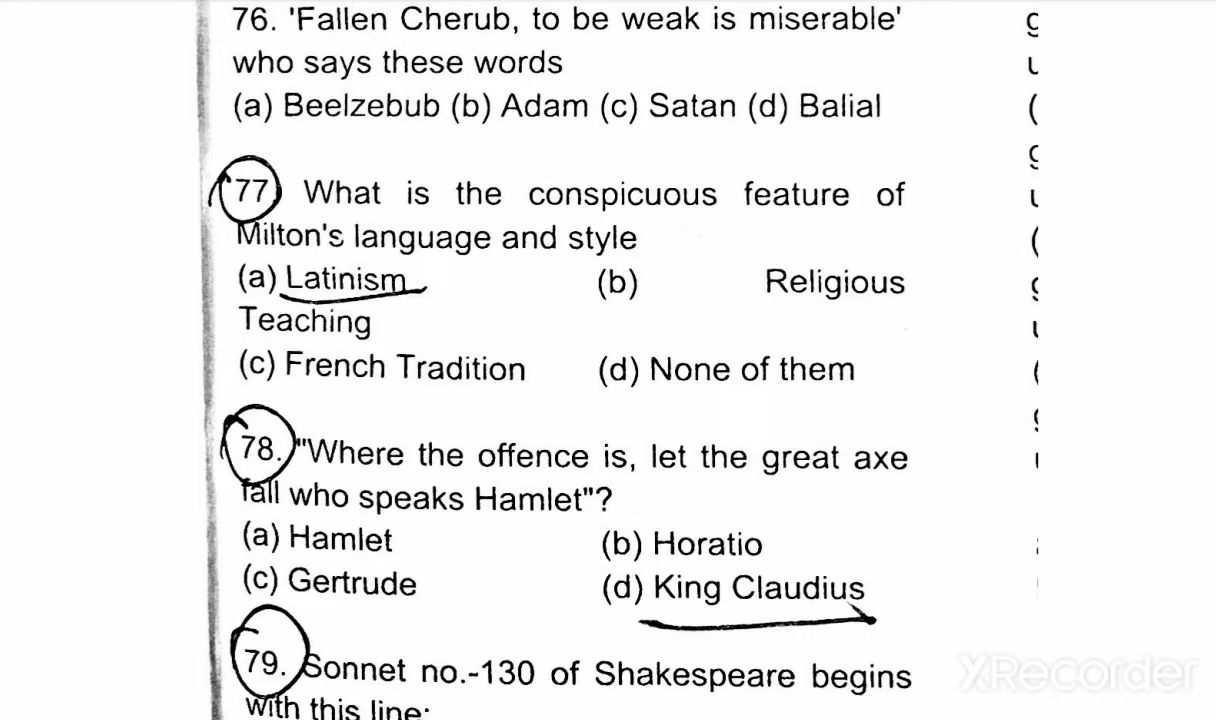 76. 'Fallen Cherub, to be weak is miserable'
who says these words
(a) Beelzebub (b) Adam (c) Satan (d) Balial
77. What is the conspicuous feature of
Milton's language and style
(a) Latinism (b) Religious
Teaching
(c) French Tradition (d) None of them
78. "Where the offence is, let the great axe
fall who speaks Hamlet"?
(a) Hamlet (b) Horatio
(c) Gertrude (d) King Claudius
79. Sonnet no.-130 of Shakespeare begins
with this line:
XRecorder